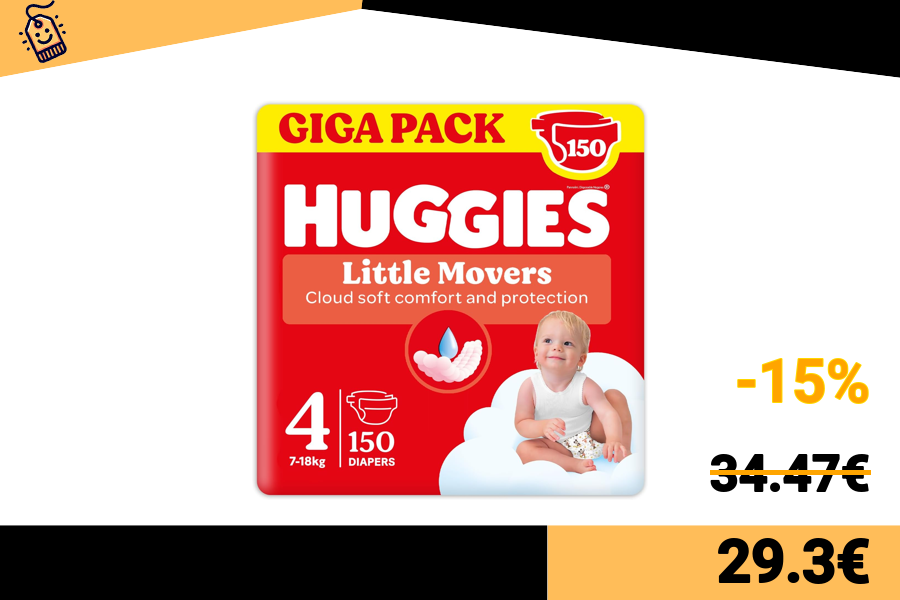 GIGA PACK
150
HUGGIES
Little Movers
Cloud soft comfort and protection
4
7-18kg
150
DIAPERS
-15%
34.47€
29.3€